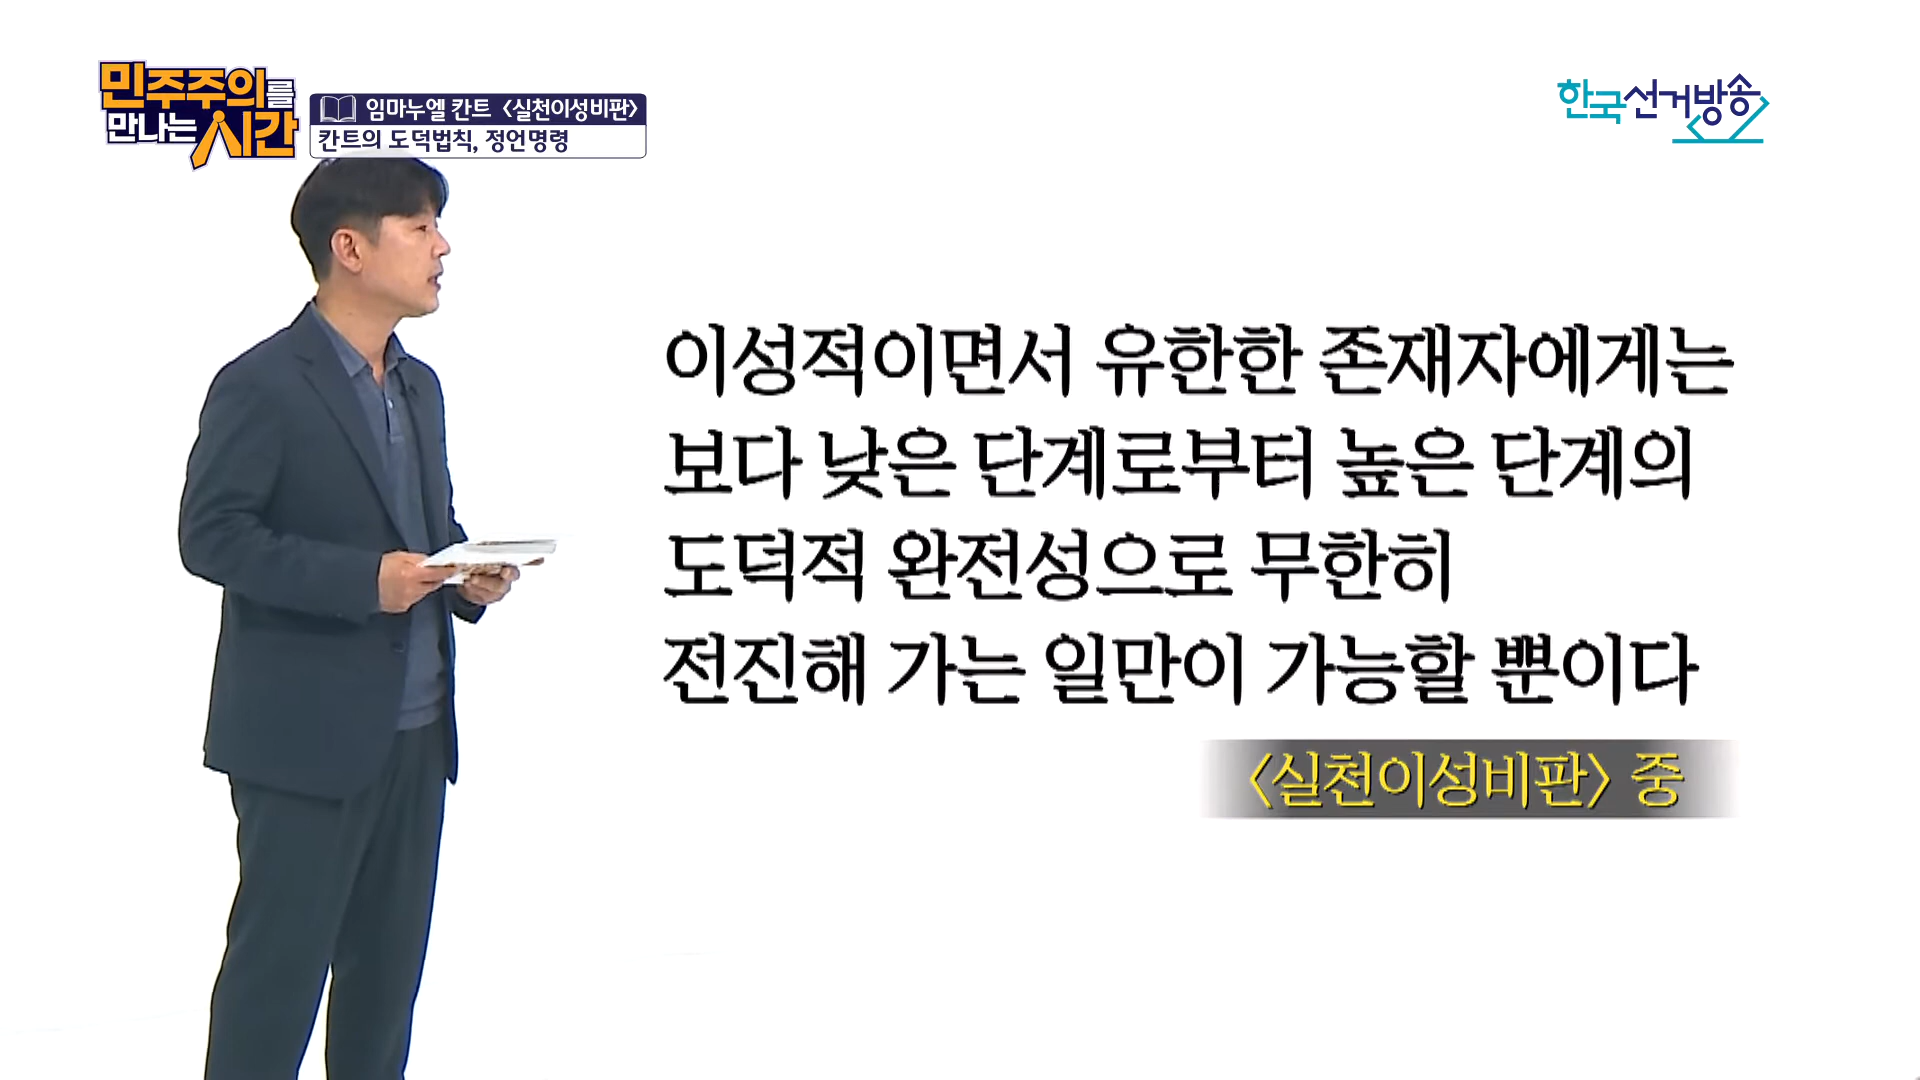 민주주의를
만나는 시간
임마누엘 칸트 <실천이성비판>
칸트의 도덕법칙, 정언명령
한국선거방송
이성적이면서 유한한 존재자에게는
보다 낮은 단계로부터 높은 단계의
도덕적 완전성으로 무한히
전진해 가는 일만이 가능할 뿐이다
<실천이성비판> 중